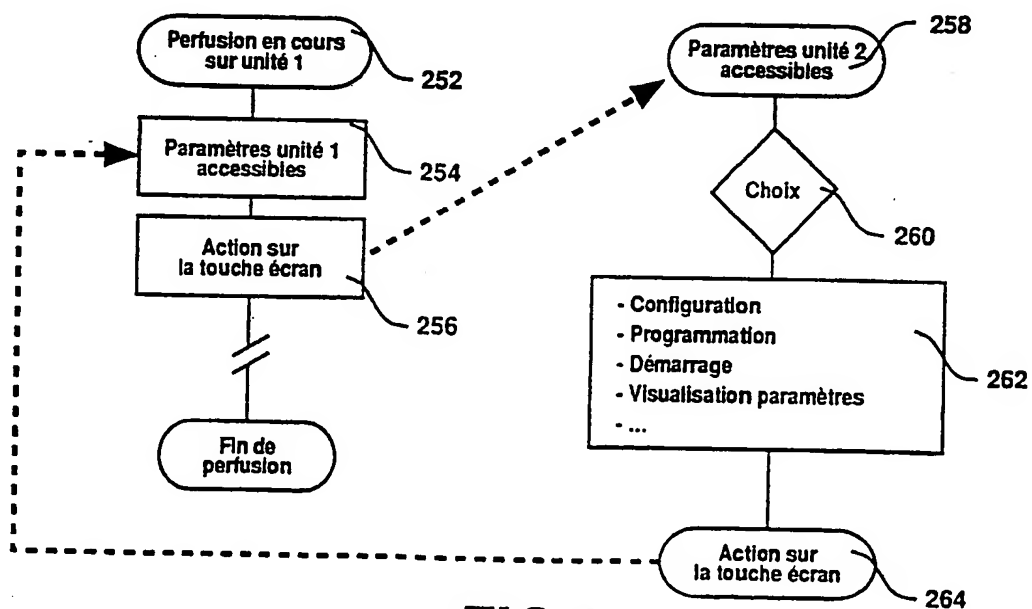 Perfusion en cours
sur unité 1
252
Paramètres unité 1
accessibles
254
Action sur
la touche écran
256
Fin de
perfusion
Paramètres unité 2
accessibles
258
Choix
260
- Configuration
- Programmation
- Démarrage
- Visualisation paramètres
- ...
262
Action sur
la touche écran
264